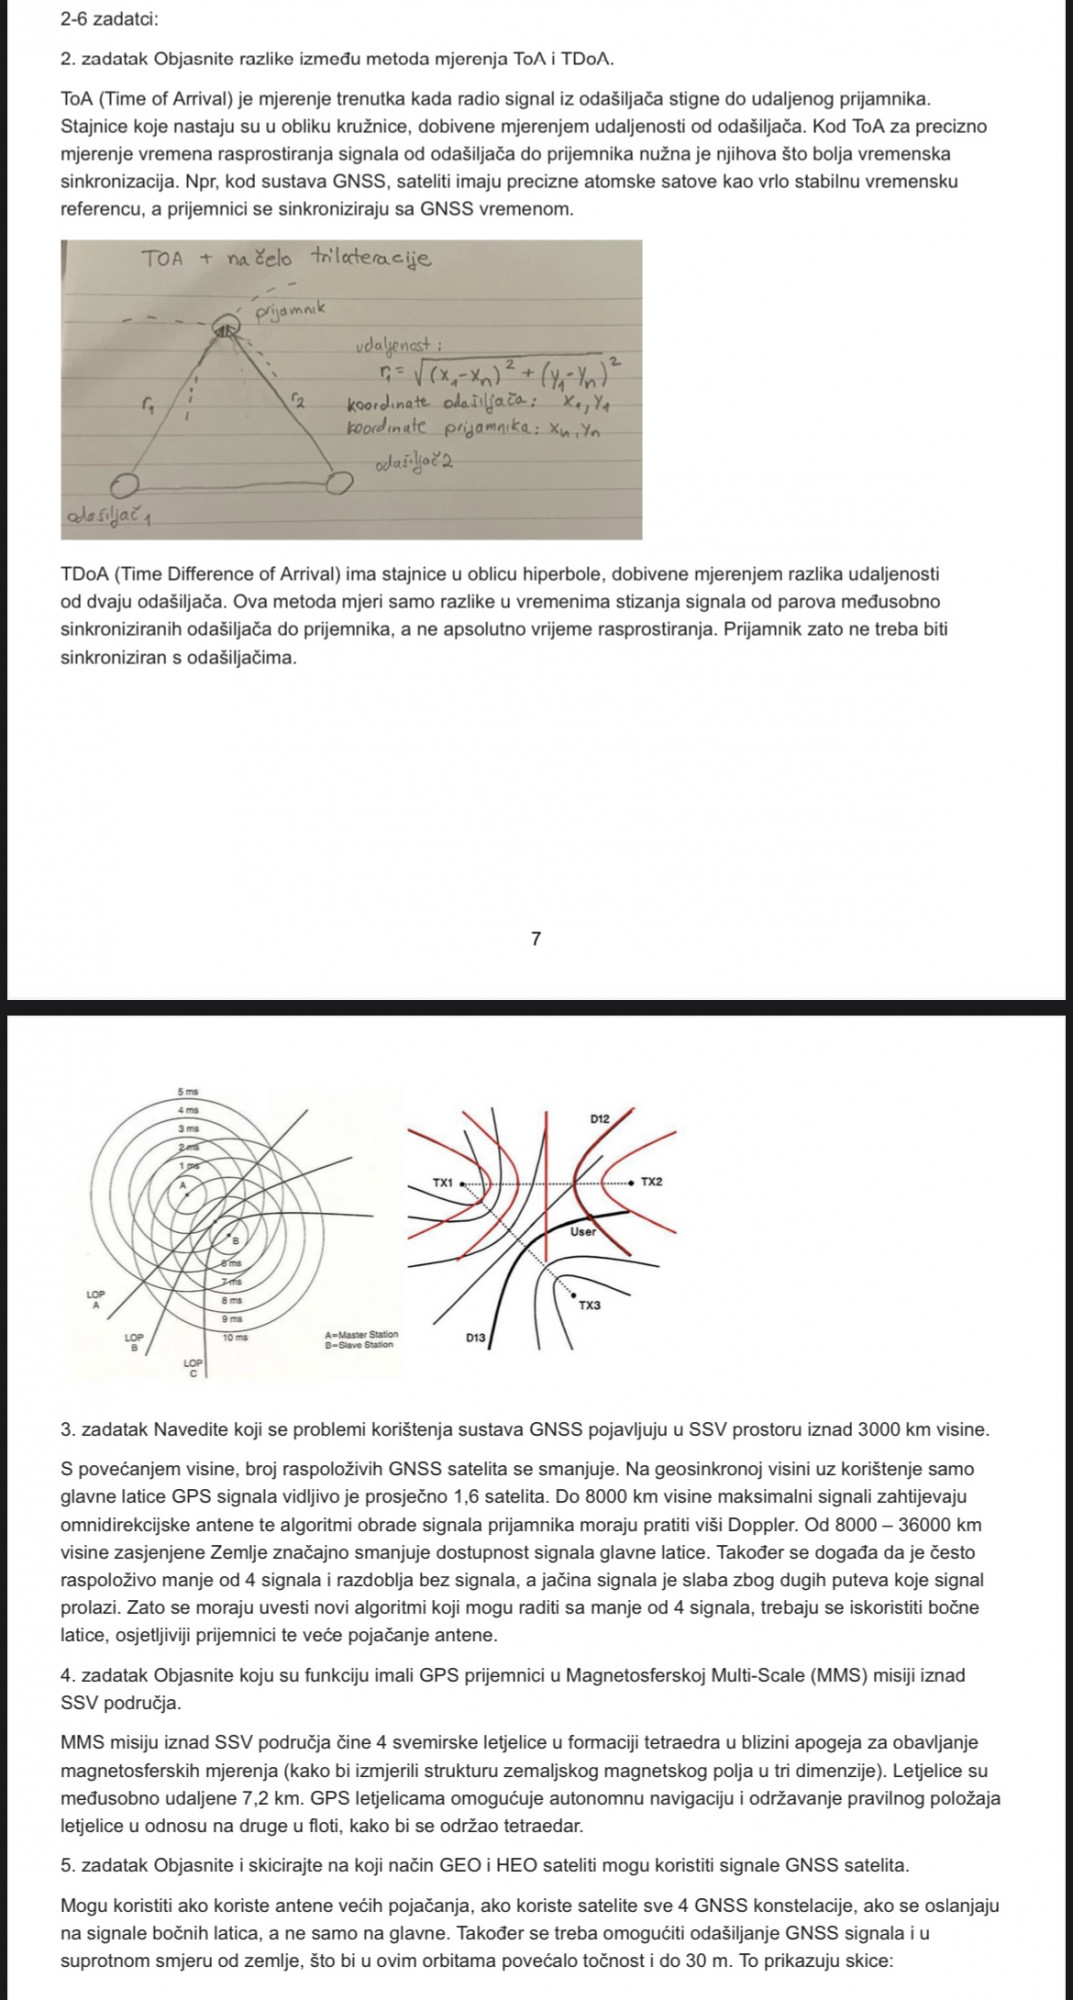 2-6 zadatci:
2. zadatak Objasnite razlike između metoda mjerenja ToA i TDoA.
ToA (Time of Arrival) je mjerenje trenutka kada radio signal iz odašiljača stigne do udaljenog prijamnika.
Stajnice koje nastaju su u obliku kružnice, dobivene mjerenjem udaljenosti od odašiljača. Kod ToA za precizno
mjerenje vremena rasprostiranja signala od odašiljača do prijemnika nužna je njihova što bolja vremenska
sinkronizacija. Npr, kod sustava GNSS, sateliti imaju precizne atomske satove kao vrlo stabilnu vremensku
referencu, a prijemnici se sinkroniziraju sa GNSS vremenom.
TOA + načelo trilateracije
prijamnik
udaljenost:
r₁ = √(x₁-xₙ)² + (y₁-yₙ)²
r₁
r₂
koordinate odašiljača: x₁, y₁
koordinate prijamnika: xₙ, yₙ
odašiljač 2
odašiljač 1
TDoA (Time Difference of Arrival) ima stajnice u oblicu hiperbole, dobivene mjerenjem razlika udaljenosti
od dvaju odašiljača. Ova metoda mjeri samo razlike u vremenima stizanja signala od parova međusobno
sinkroniziranih odašiljača do prijemnika, a ne apsolutno vrijeme rasprostiranja. Prijamnik zato ne treba biti
sinkroniziran s odašiljačima.
7
5 ms
4 ms
3 ms
2 ms
1 ms
A
B
6 ms
7 ms
8 ms
9 ms
10 ms
LOP
A
LOP
B
LOP
C
A=Master Station
B=Slave Station
D12
TX1
TX2
User
TX3
D13
3. zadatak Navedite koji se problemi korištenja sustava GNSS pojavljuju u SSV prostoru iznad 3000 km visine.
S povećanjem visine, broj raspoloživih GNSS satelita se smanjuje. Na geosinkronoj visini uz korištenje samo
glavne latice GPS signala vidljivo je prosječno 1,6 satelita. Do 8000 km visine maksimalni signali zahtijevaju
omnidirekcijske antene te algoritmi obrade signala prijamnika moraju pratiti viši Doppler. Od 8000 – 36000 km
visine zasjenjene Zemlje značajno smanjuje dostupnost signala glavne latice. Također se događa da je često
raspoloživo manje od 4 signala i razdoblja bez signala, a jačina signala je slaba zbog dugih puteva koje signal
prolazi. Zato se moraju uvesti novi algoritmi koji mogu raditi sa manje od 4 signala, trebaju se iskoristiti bočne
latice, osjetljiviji prijemnici te veće pojačanje antene.
4. zadatak Objasnite koju su funkciju imali GPS prijemnici u Magnetosferskoj Multi-Scale (MMS) misiji iznad
SSV područja.
MMS misiju iznad SSV područja čine 4 svemirske letjelice u formaciji tetraedra u blizini apogeja za obavljanje
magnetosferskih mjerenja (kako bi izmjerili strukturu zemaljskog magnetskog polja u tri dimenzije). Letjelice su
međusobno udaljene 7,2 km. GPS letjelicama omogućuje autonomnu navigaciju i održavanje pravilnog položaja
letjelice u odnosu na druge u floti, kako bi se održao tetraedar.
5. zadatak Objasnite i skicirajte na koji način GEO i HEO sateliti mogu koristiti signale GNSS satelita.
Mogu koristiti ako koriste antene većih pojačanja, ako koriste satelite sve 4 GNSS konstelacije, ako se oslanjaju
na signale bočnih latica, a ne samo na glavne. Također se treba omogućiti odašiljanje GNSS signala i u
suprotnom smjeru od zemlje, što bi u ovim orbitama povećalo točnost i do 30 m. To prikazuju skice: